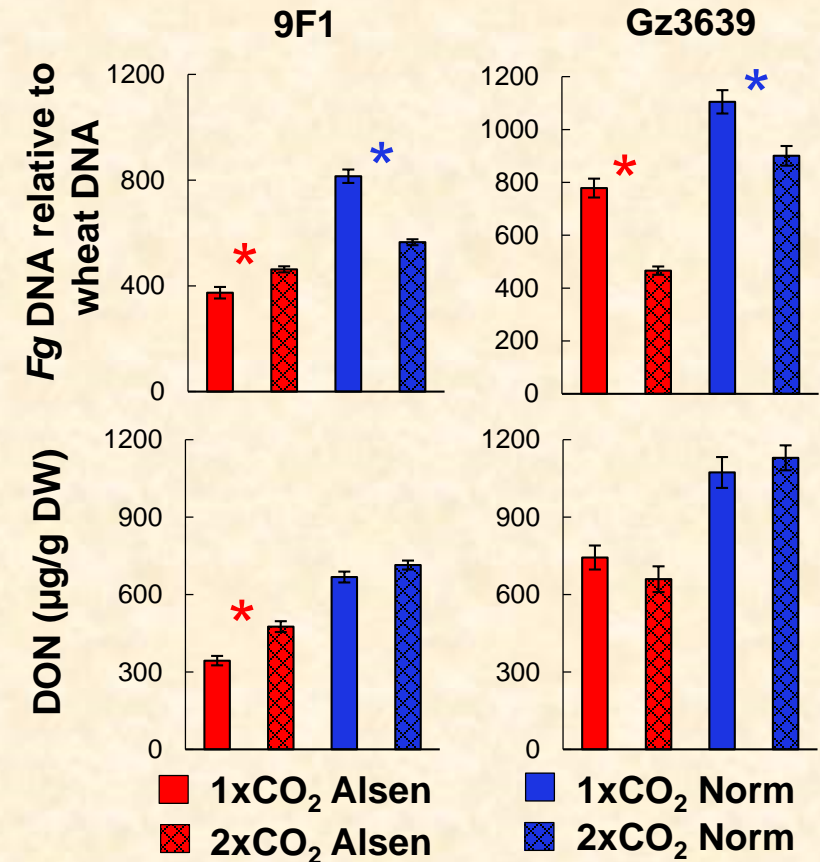 9F1
Gz3639
Fg DNA relative to
wheat DNA
1200
800
400
0
*
*
1200
1000
800
600
400
200
0
*
*
DON (µg/g DW)
1200
900
600
300
0
*
1200
900
600
300
0
1xCO₂ Alsen
1xCO₂ Norm
2xCO₂ Alsen
2xCO₂ Norm